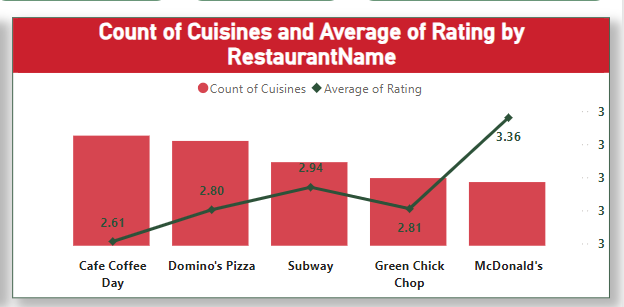 Count of Cuisines and Average of Rating by
RestaurantName
Count of Cuisines Average of Rating
3
3.36
3
2.94
3
2.80
3
2.61
2.81
3
Cafe Coffee Day
Domino's Pizza
Subway
Green Chick Chop
McDonald's